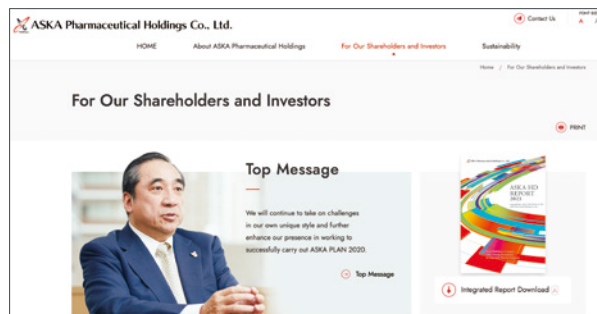 ASKA Pharmaceutical Holdings Co., Ltd.
Contact Us
A
HOME
About ASKA Pharmaceutical Holdings
For Our Shareholders and Investors
Sustainability
Home / For Our Shareholders and Investors
For Our Shareholders and Investors
PRINT
Top Message
We will continue to take on challenges
in our own unique style and further
enhance our presence in working to
successfully carry out ASKA PLAN 2020.
Top Message
ASKA HD
REPORT
Integrated Report Download